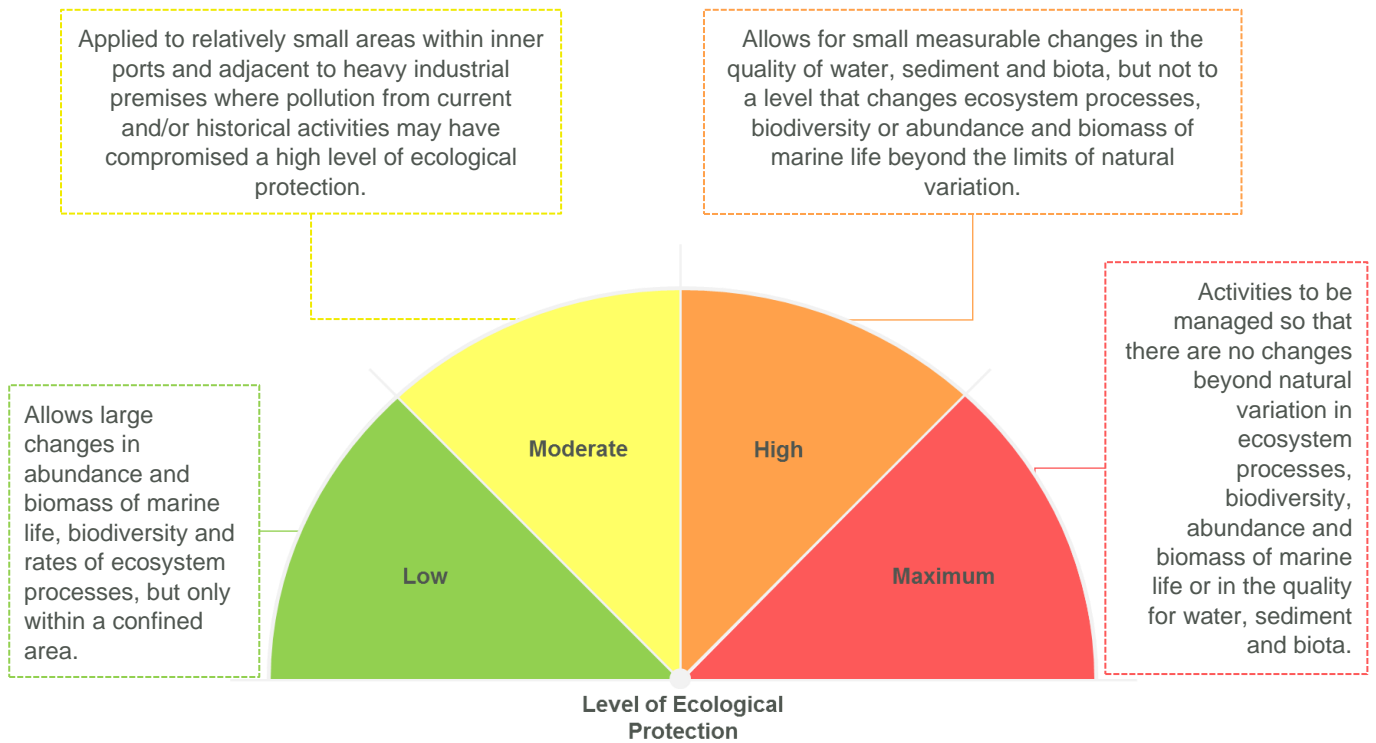 Applied to relatively small areas within inner
ports and adjacent to heavy industrial
premises where pollution from current
and/or historical activities may have
compromised a high level of ecological
protection.
Allows for small measurable changes in the
quality of water, sediment and biota, but not to
a level that changes ecosystem processes,
biodiversity or abundance and biomass of
marine life beyond the limits of natural
variation.
Activities to be
managed so that
there are no changes
beyond natural
variation in
ecosystem
processes,
biodiversity,
abundance and
biomass of marine
life or in the quality
for water, sediment
and biota.
Allows large
changes in
abundance and
biomass of marine
life, biodiversity and
rates of ecosystem
processes, but only
within a confined
area.
Moderate
High
Low
Maximum
Level of Ecological
Protection